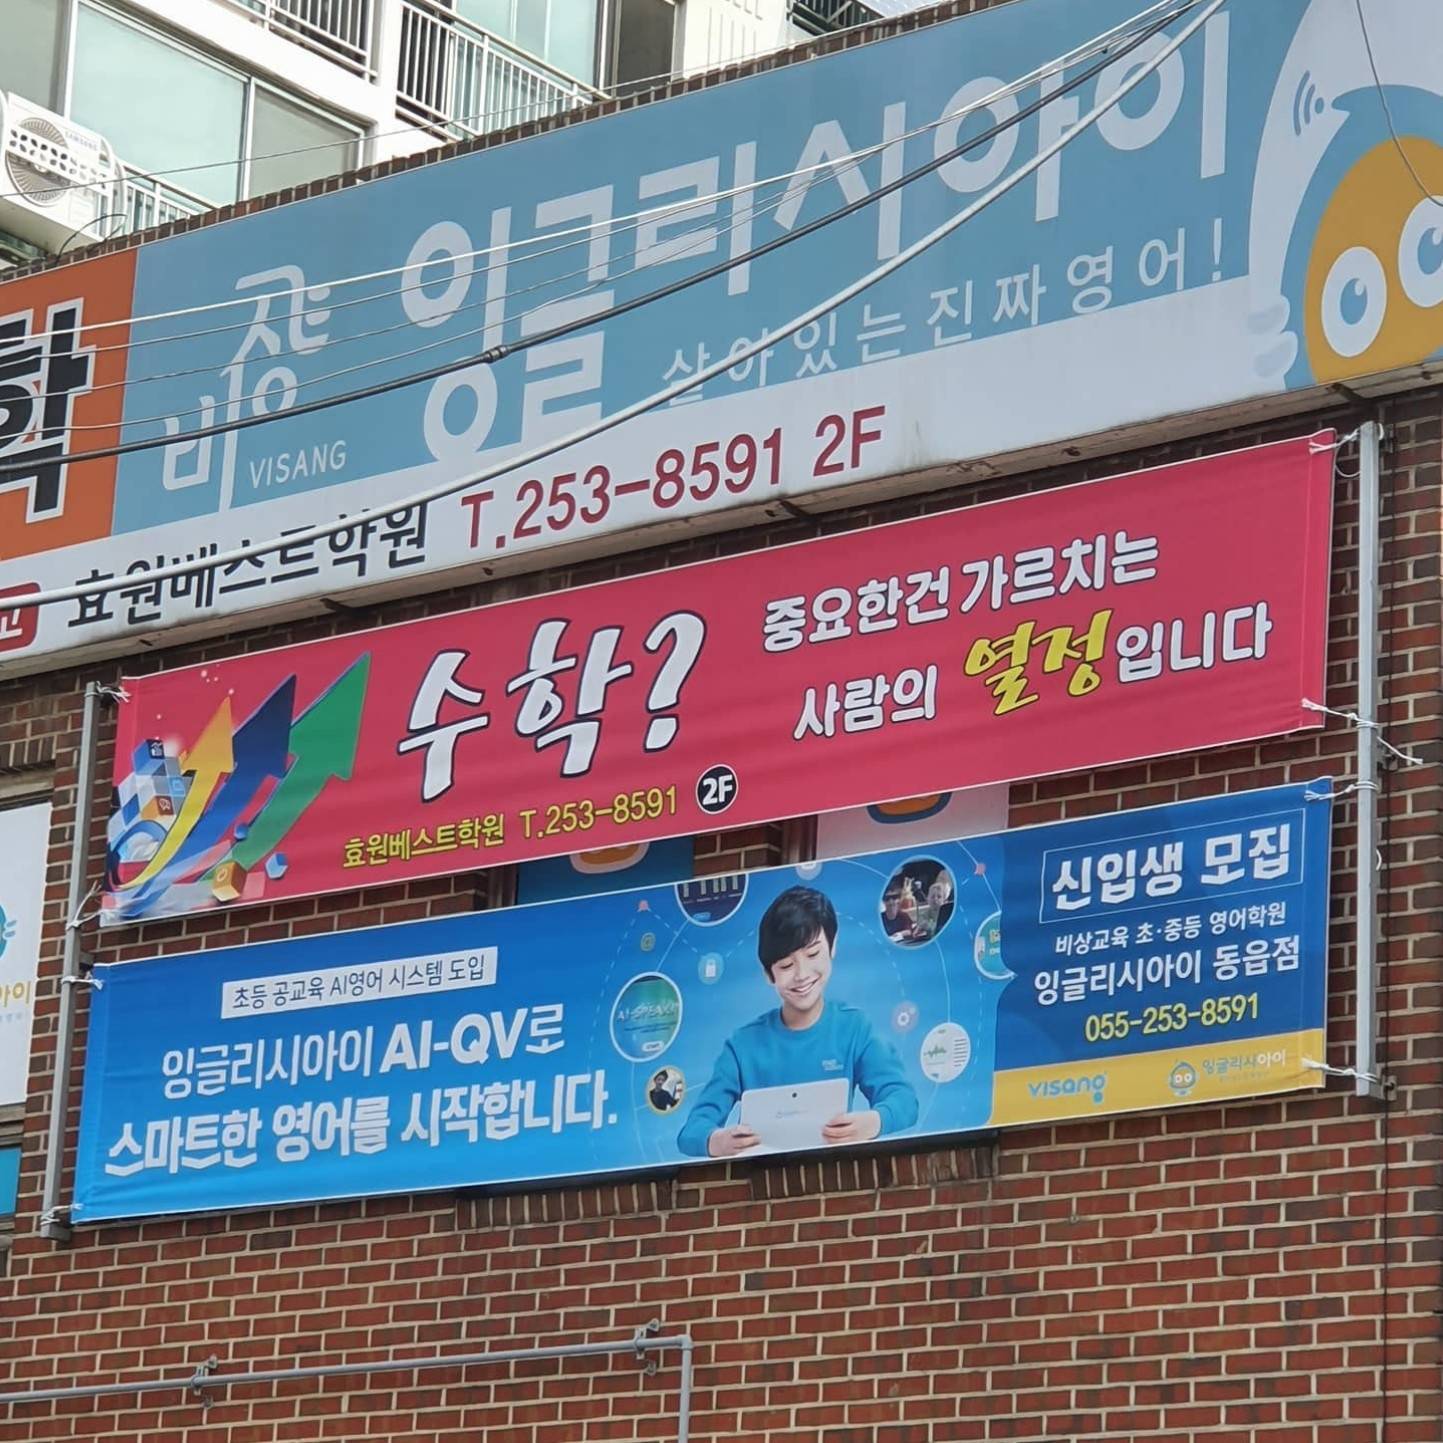 학
비상
VISANG
잉글리시아이
살아있는진짜영어!
교
효원베스트학원 T.253-8591 2F
수학?
중요한건 가르치는
사람의 열정입니다
효원베스트학원 T.253-8591 2F
초등 공교육 AI영어 시스템 도입
잉글리시아이 AI-QV로
스마트한 영어를 시작합니다.
신입생 모집
비상교육 초·중등 영어학원
잉글리시아이 동읍점
055-253-8591
visang
잉글리시아이
아이
SAMSUNG